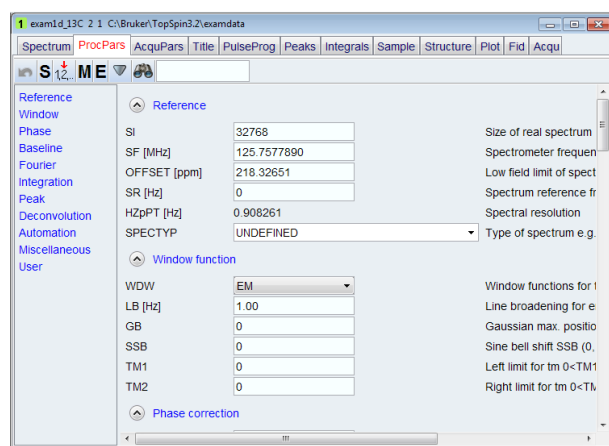 1 exam1d_13C 2 1 C:\Bruker\TopSpin3.2\examdata
Spectrum ProcPars AcquPars Title PulseProg Peaks Integrals Sample Structure Plot Fid Acqu
S 1,2,.. M E
Reference
Window
Phase
Baseline
Fourier
Integration
Peak
Deconvolution
Automation
Miscellaneous
User
Reference
SI 32768 Size of real spectrum
SF [MHz] 125.7577890 Spectrometer frequen
OFFSET [ppm] 218.32651 Low field limit of spect
SR [Hz] 0 Spectrum reference fr
HZpPT [Hz] 0.908261 Spectral resolution
SPECTYP UNDEFINED Type of spectrum e.g.
Window function
WDW EM Window functions for t
LB [Hz] 1.00 Line broadening for e
GB 0 Gaussian max. positio
SSB 0 Sine bell shift SSB (0,
TM1 0 Left limit for tm 0<TM1
TM2 0 Right limit for tm 0<TM
Phase correction